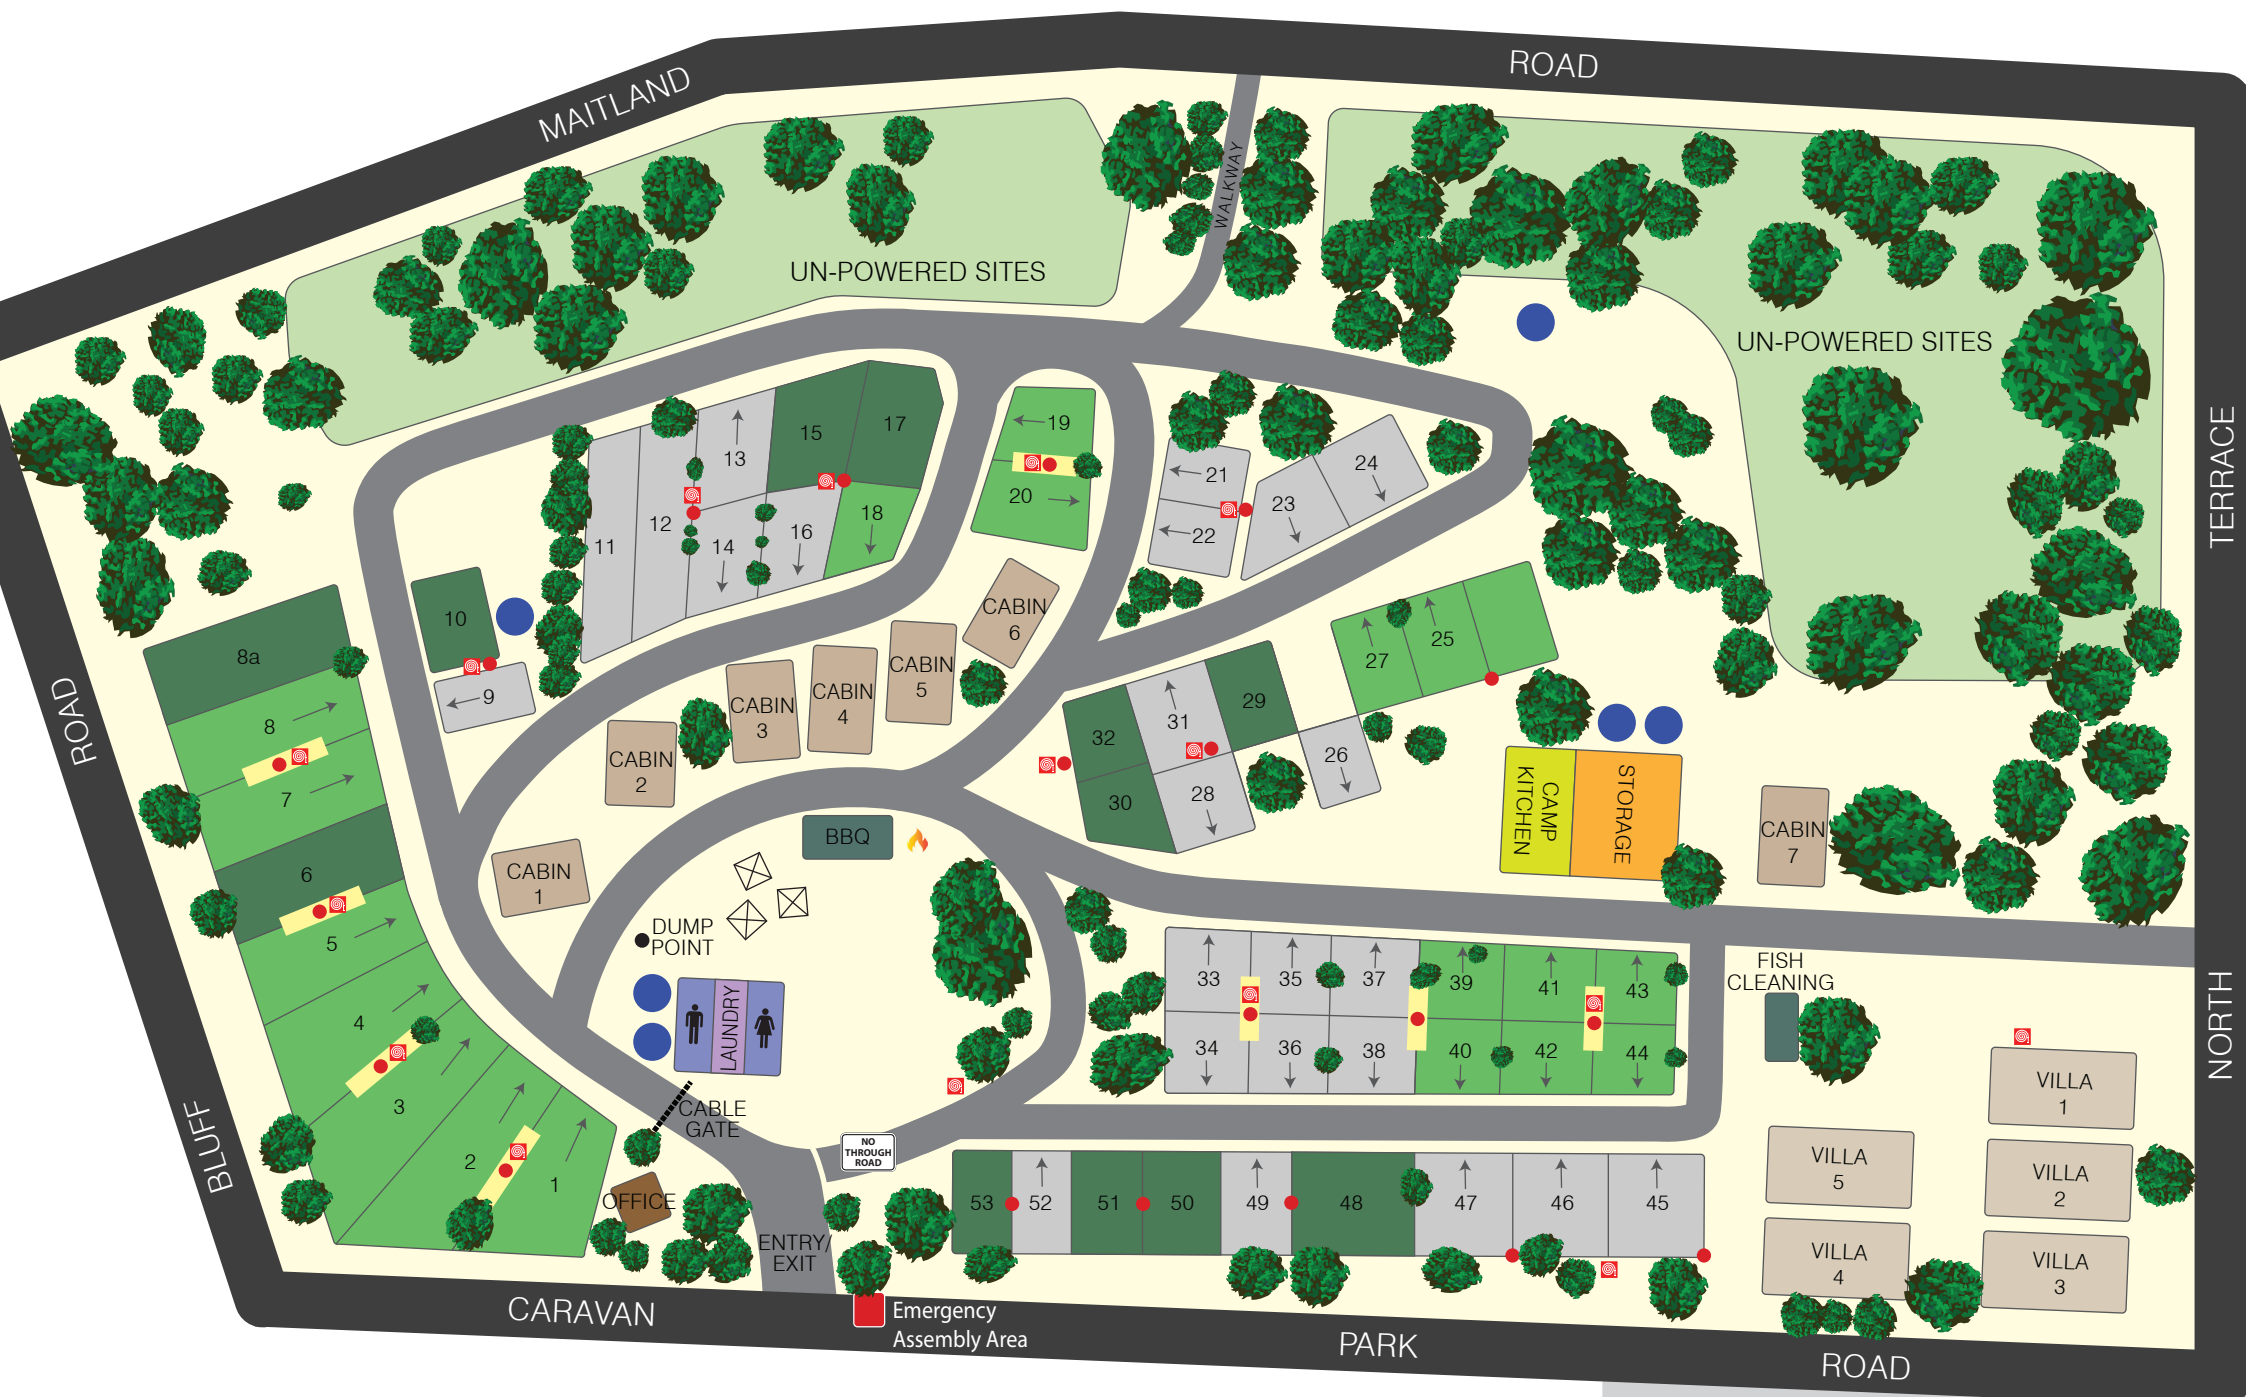 ROAD
MAITLAND
WALKWAY
UN-POWERED SITES
UN-POWERED SITES
TERRACE
NORTH
ROAD
BLUFF
17
15
13
12
11
14
16
18
19
20
21
22
23
24
10
9
8a
8
7
6
5
4
3
2
1
CABIN
6
CABIN
5
CABIN
4
CABIN
3
CABIN
2
CABIN
1
27
25
29
31
32
30
28
26
CAMP
KITCHEN
STORAGE
CABIN
7
BBQ
DUMP
POINT
LAUNDRY
CABLE
GATE
NO
THROUGH
ROAD
OFFICE
ENTRY/
EXIT
33
35
37
39
41
43
34
36
38
40
42
44
FISH
CLEANING
VILLA
1
VILLA
2
VILLA
3
VILLA
5
VILLA
4
53
52
51
50
49
48
47
46
45
Emergency
Assembly Area
CARAVAN
PARK
ROAD